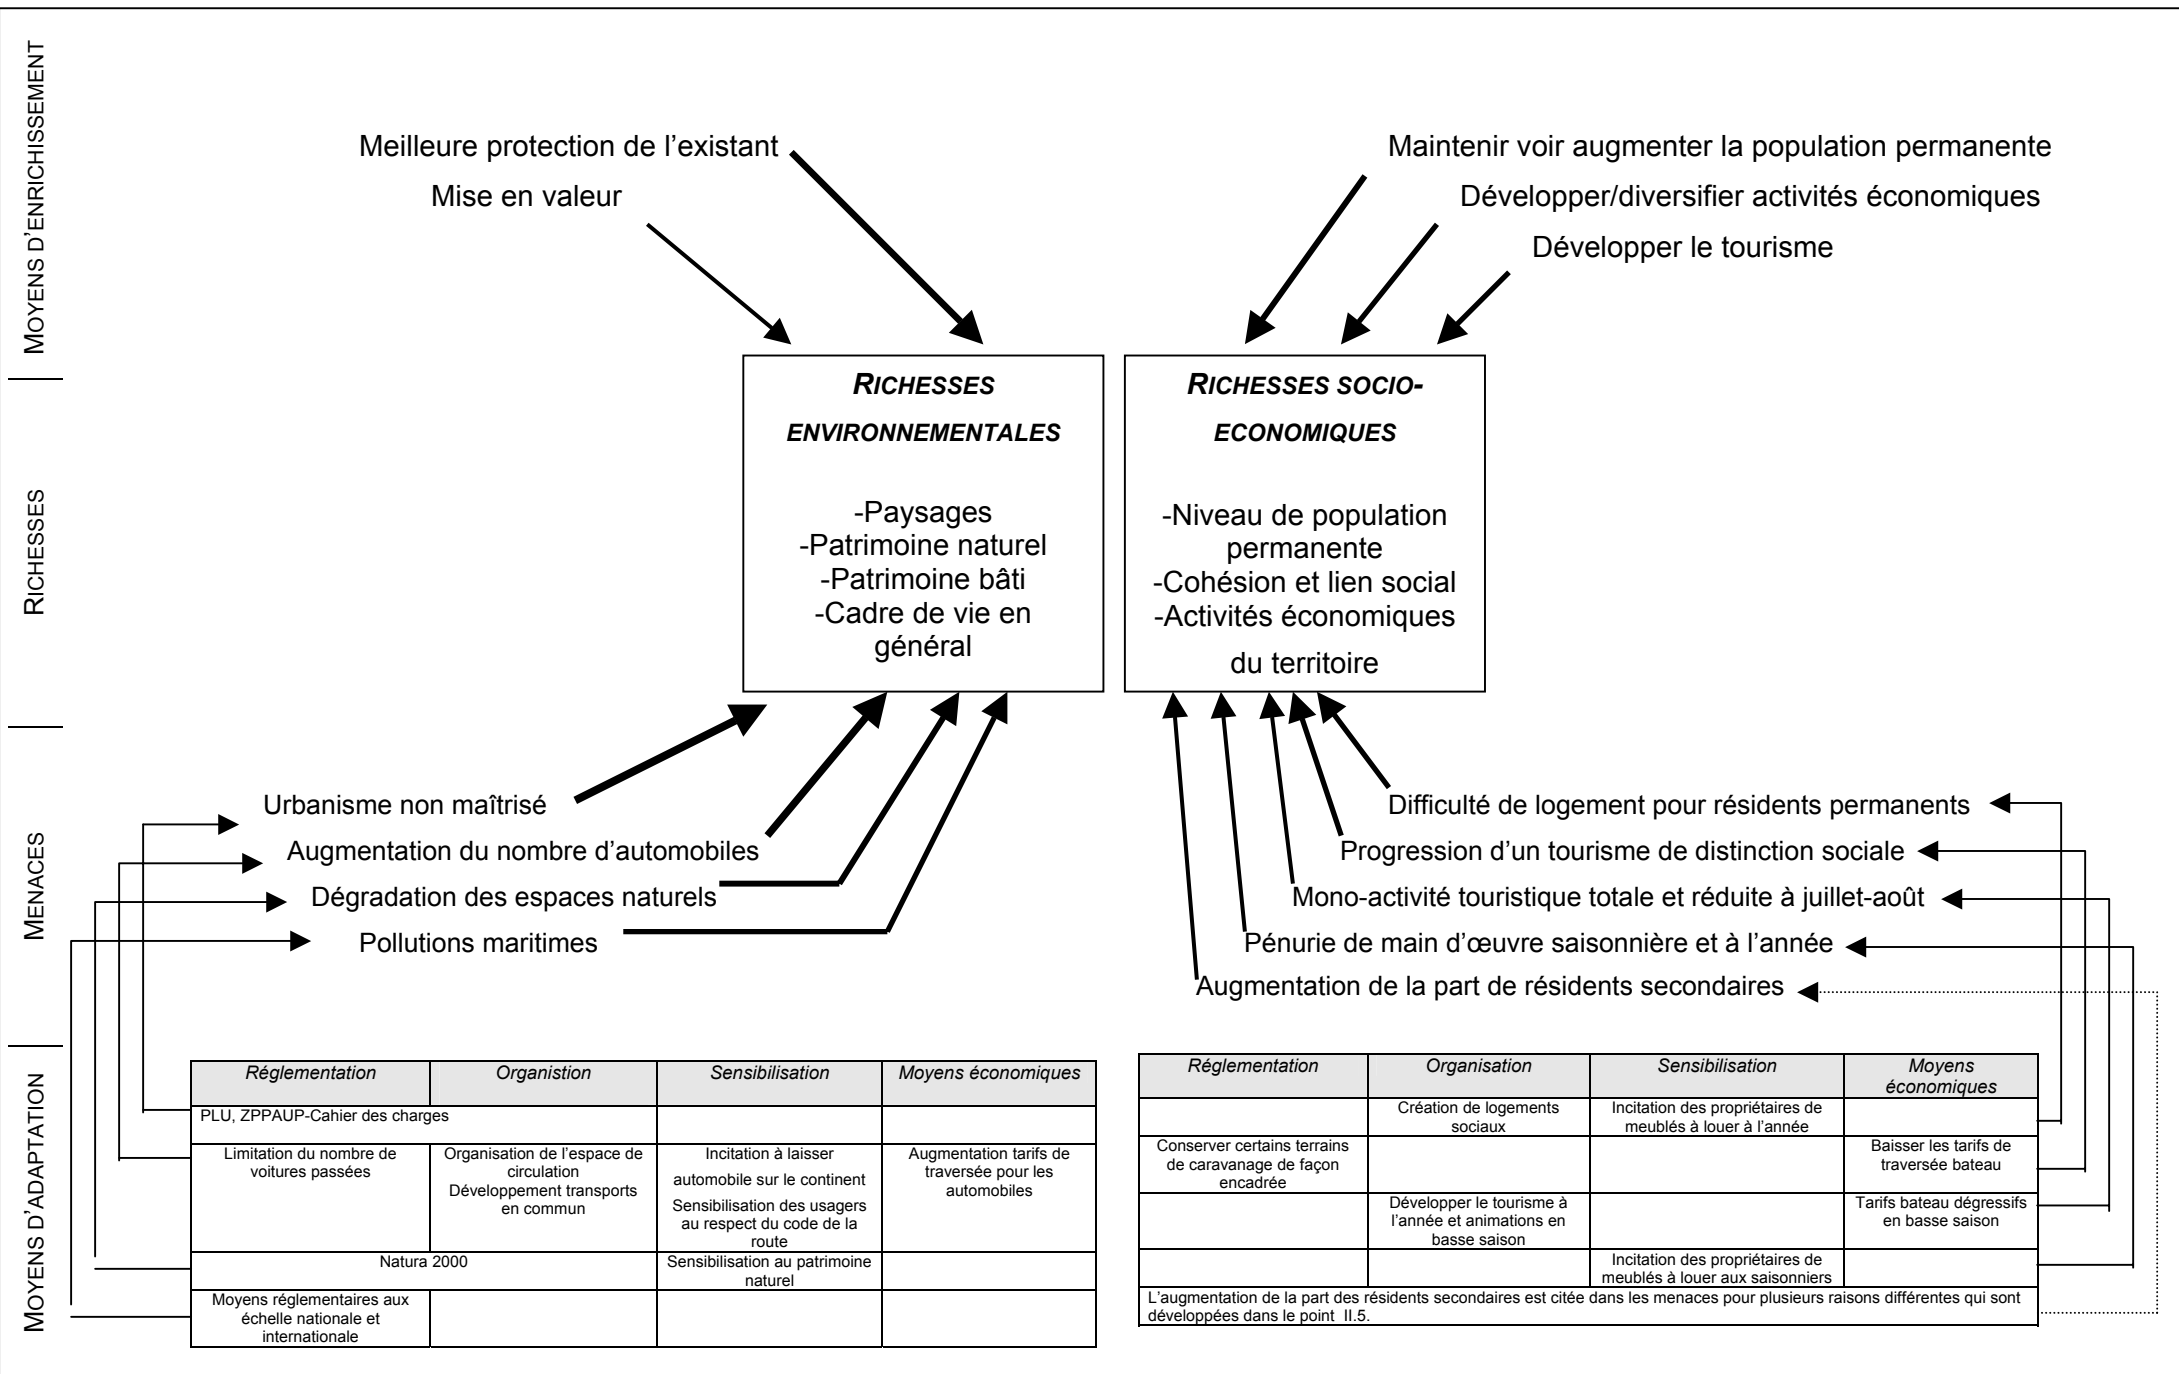 MOYENS D'ENRICHISSEMENT
Meilleure protection de l'existant
Mise en valeur
Maintenir voir augmenter la population permanente
Développer/diversifier activités économiques
Développer le tourisme
RICHESSES
RICHESSES
ENVIRONNEMENTALES
-Paysages
-Patrimoine naturel
-Patrimoine bâti
-Cadre de vie en
général
RICHESSES SOCIO-
ECONOMIQUES
-Niveau de population
permanente
-Cohésion et lien social
-Activités économiques
du territoire
MENACES
Urbanisme non maîtrisé
Augmentation du nombre d'automobiles
Dégradation des espaces naturels
Pollutions maritimes
Difficulté de logement pour résidents permanents
Progression d'un tourisme de distinction sociale
Mono-activité touristique totale et réduite à juillet-août
Pénurie de main d'œuvre saisonnière et à l'année
Augmentation de la part de résidents secondaires
MOYENS D'ADAPTATION
Réglementation
Organistion
Sensibilisation
Moyens économiques
PLU, ZPPAUP-Cahier des charges
Limitation du nombre de
voitures passées
Organisation de l'espace de
circulation
Développement transports
en commun
Incitation à laisser
automobile sur le continent
Sensibilisation des usagers
au respect du code de la
route
Augmentation tarifs de
traversée pour les
automobiles
Natura 2000
Sensibilisation au patrimoine
naturel
Moyens réglementaires aux
échelle nationale et
internationale
Réglementation
Organisation
Sensibilisation
Moyens
économiques
Création de logements
sociaux
Incitation des propriétaires de
meublés à louer à l'année
Conserver certains terrains
de caravanage de façon
encadrée
Baisser les tarifs de
traversée bateau
Développer le tourisme à
l'année et animations en
basse saison
Tarifs bateau dégressifs
en basse saison
Incitation des propriétaires de
meublés à louer aux saisonniers
L'augmentation de la part des résidents secondaires est citée dans les menaces pour plusieurs raisons différentes qui sont
développées dans le point II.5.